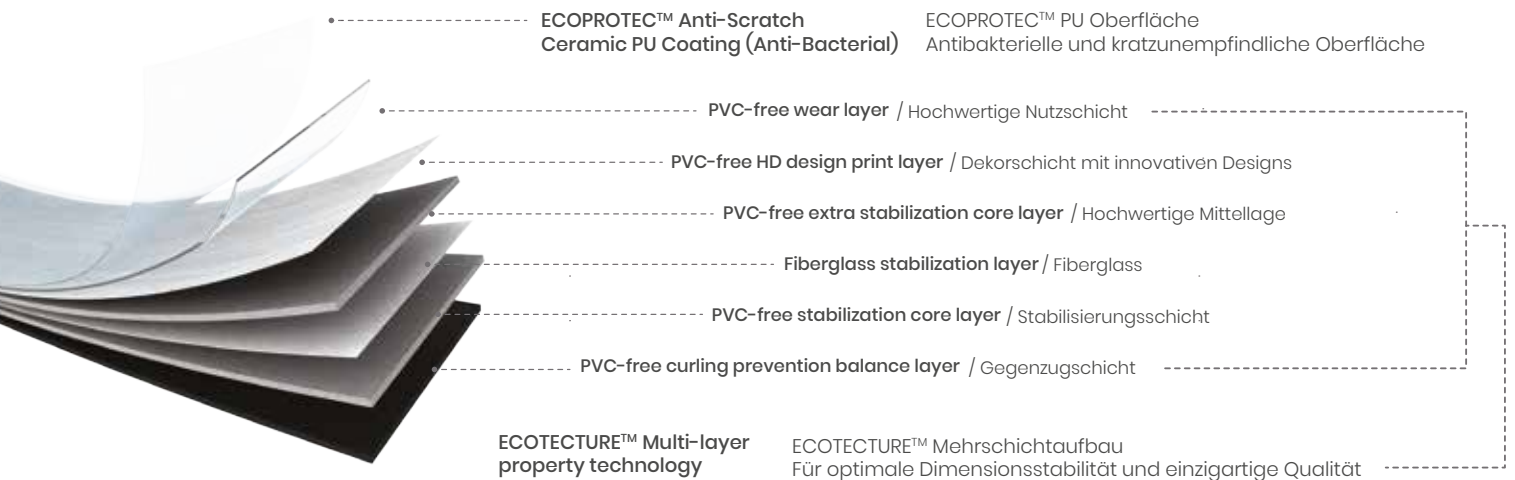 ECOPROTEC™ Anti-Scratch
Ceramic PU Coating (Anti-Bacterial)
ECOPROTEC™ PU Oberfläche
Antibakterielle und kratzunempfindliche Oberfläche
PVC-free wear layer / Hochwertige Nutzschicht
PVC-free HD design print layer / Dekorschicht mit innovativen Designs
PVC-free extra stabilization core layer / Hochwertige Mittellage
Fiberglass stabilization layer / Fiberglass
PVC-free stabilization core layer / Stabilisierungsschicht
PVC-free curling prevention balance layer / Gegenzugschicht
ECOTECTURE™ Multi-layer
property technology
ECOTECTURE™ Mehrschichtaufbau
Für optimale Dimensionsstabilität und einzigartige Qualität